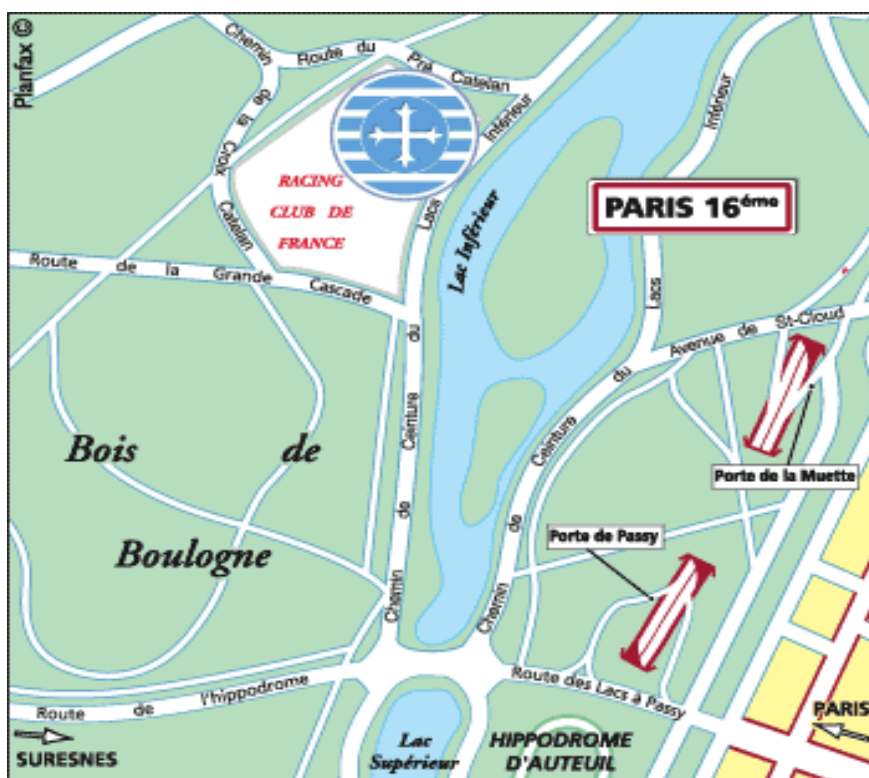 Planfax ©
Chemin de la Croix Catelan
Route du Pré Catelan
Chemin de Ceinture du Lacs Inférieur
RACING
CLUB DE
FRANCE
Lac Inférieur
PARIS 16éme
Chemin de Ceinture du Lacs Inférieur
Route de la Grande Cascade
Avenue de St-Cloud
Bois de
Boulogne
Porte de la Muette
Porte de Passy
Route de l'hippodrome
Route des Lacs à Passy
SURESNES
Lac
Supérieur
HIPPODROME
D'AUTEUIL
PARIS